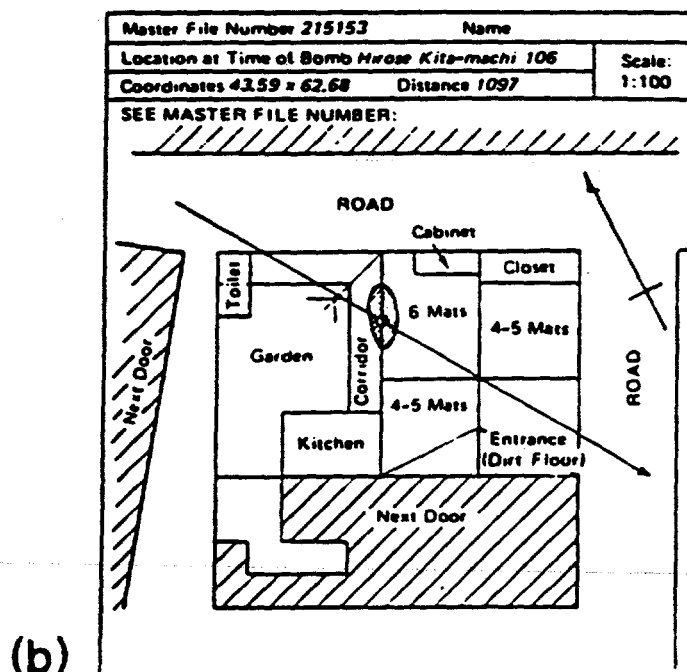 Master File Number 215153 Name
Location at Time of Bomb Hirose Kita-machi 106
Scale:
1:100
Coordinates 43.59 x 62.68 Distance 1097
SEE MASTER FILE NUMBER:
ROAD
Cabinet
Closet
Toilet
6 Mats
4-5 Mats
Garden
Corridor
Next Door
ROAD
4-5 Mats
Kitchen
Entrance
(Dirt Floor)
Next Door
(b)